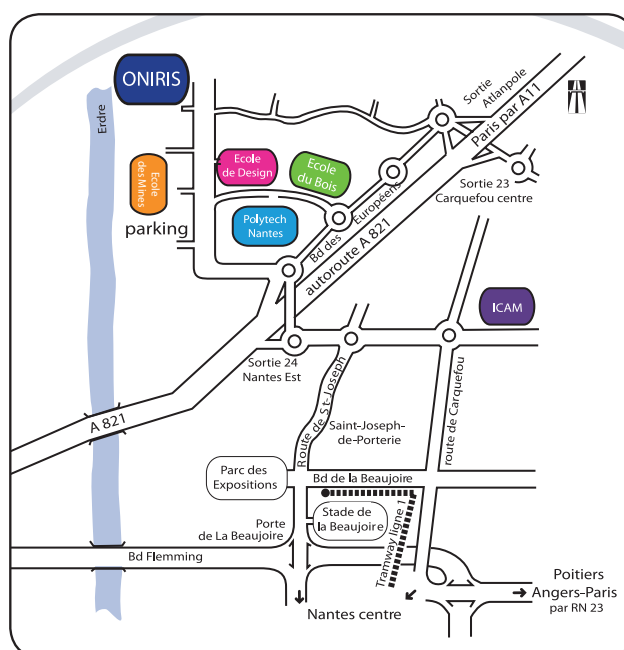 ONIRIS
Erdre
Sortie
Atlanpole
Paris par A11
Ecole
de Design
Ecole
du Bois
Ecole
des Mines
Sortie 23
Carquefou centre
parking
Polytech
Nantes
Bd des Européens
autoroute A 821
ICAM
Sortie 24
Nantes Est
A 821
Route de St-Joseph
route de Carquefou
Saint-Joseph-
de-Porterie
Parc des
Expositions
Bd de la Beaujoire
Stade de
la Beaujoire
Porte
de La Beaujoire
Tramway ligne 1
Bd Flemming
Poitiers
Angers-Paris
par RN 23
Nantes centre